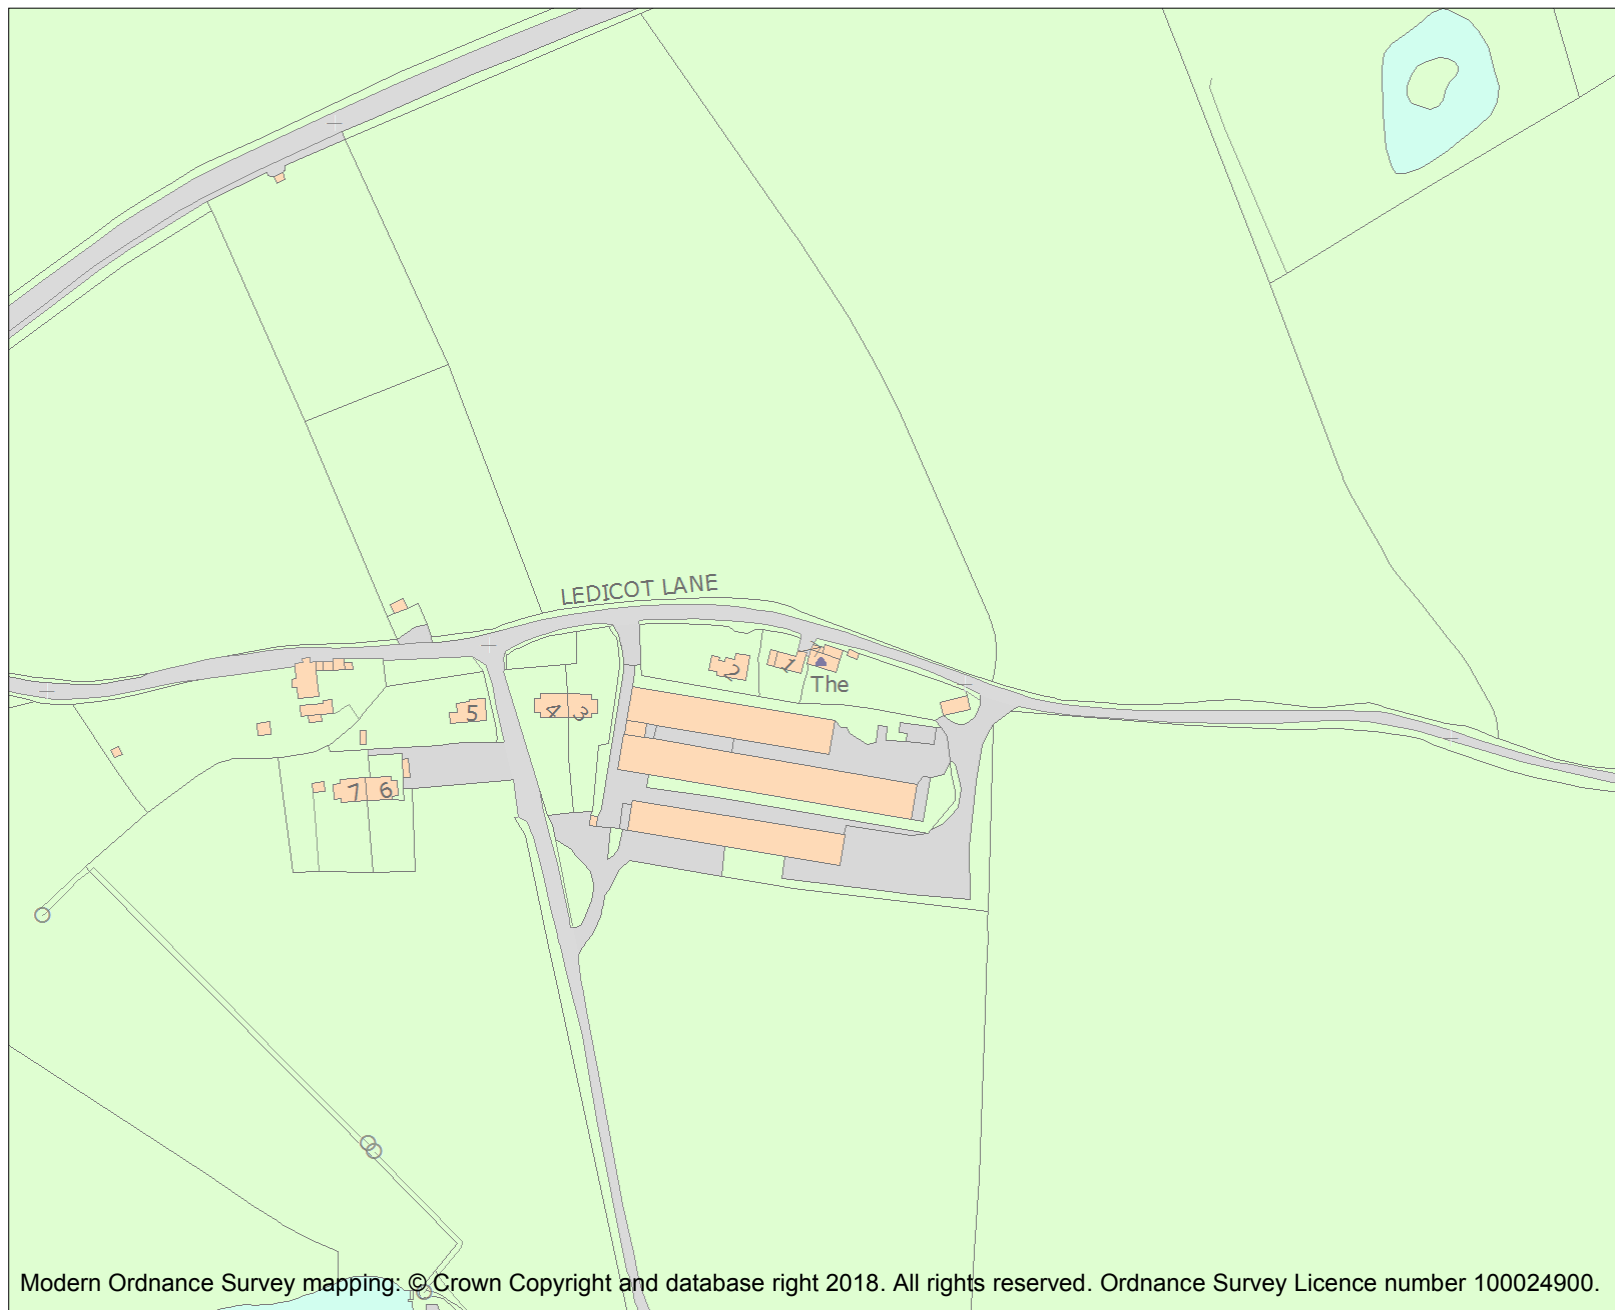 LEDICOT LANE
2
1
The
5
4
3
7
6
Modern Ordnance Survey mapping: © Crown Copyright and database right 2018. All rights reserved. Ordnance Survey Licence number 100024900.